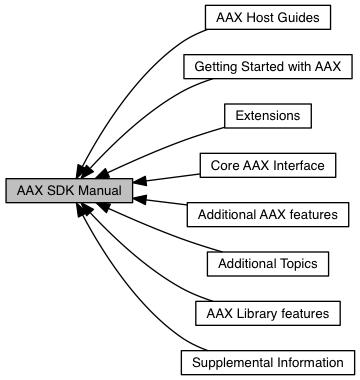 AAX Host Guides
Getting Started with AAX
Extensions
Core AAX Interface
AAX SDK Manual
Additional AAX features
Additional Topics
AAX Library features
Supplemental Information